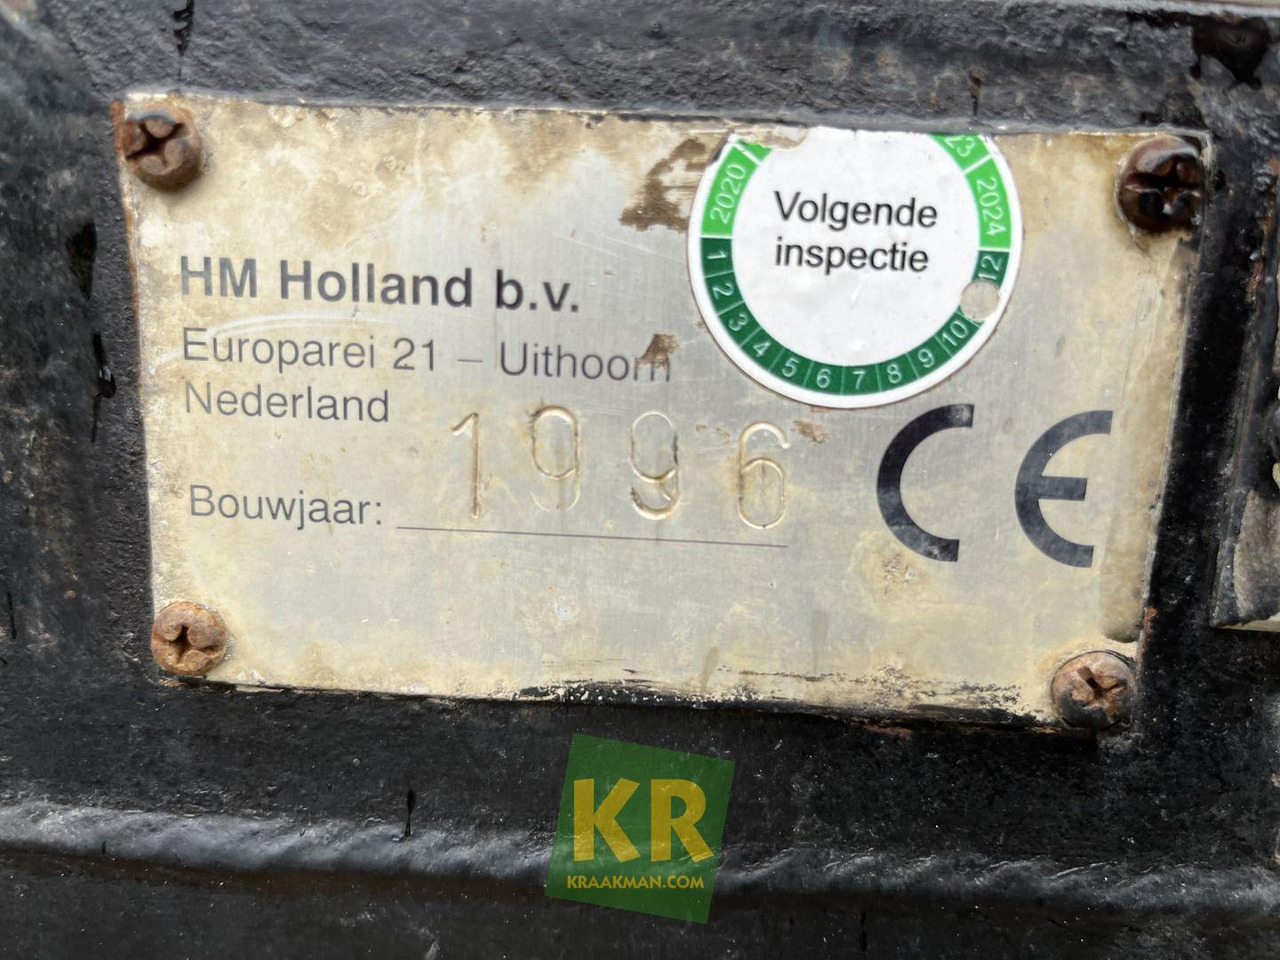 HM Holland b.v.
Europarei 21 – Uithoorn
Nederland
Bouwjaar: 1996
CE
Volgende
inspectie
2020
23
2024
1 2 3 4 5 6 7 8 9 10 12
KR
KRAAKMAN.COM